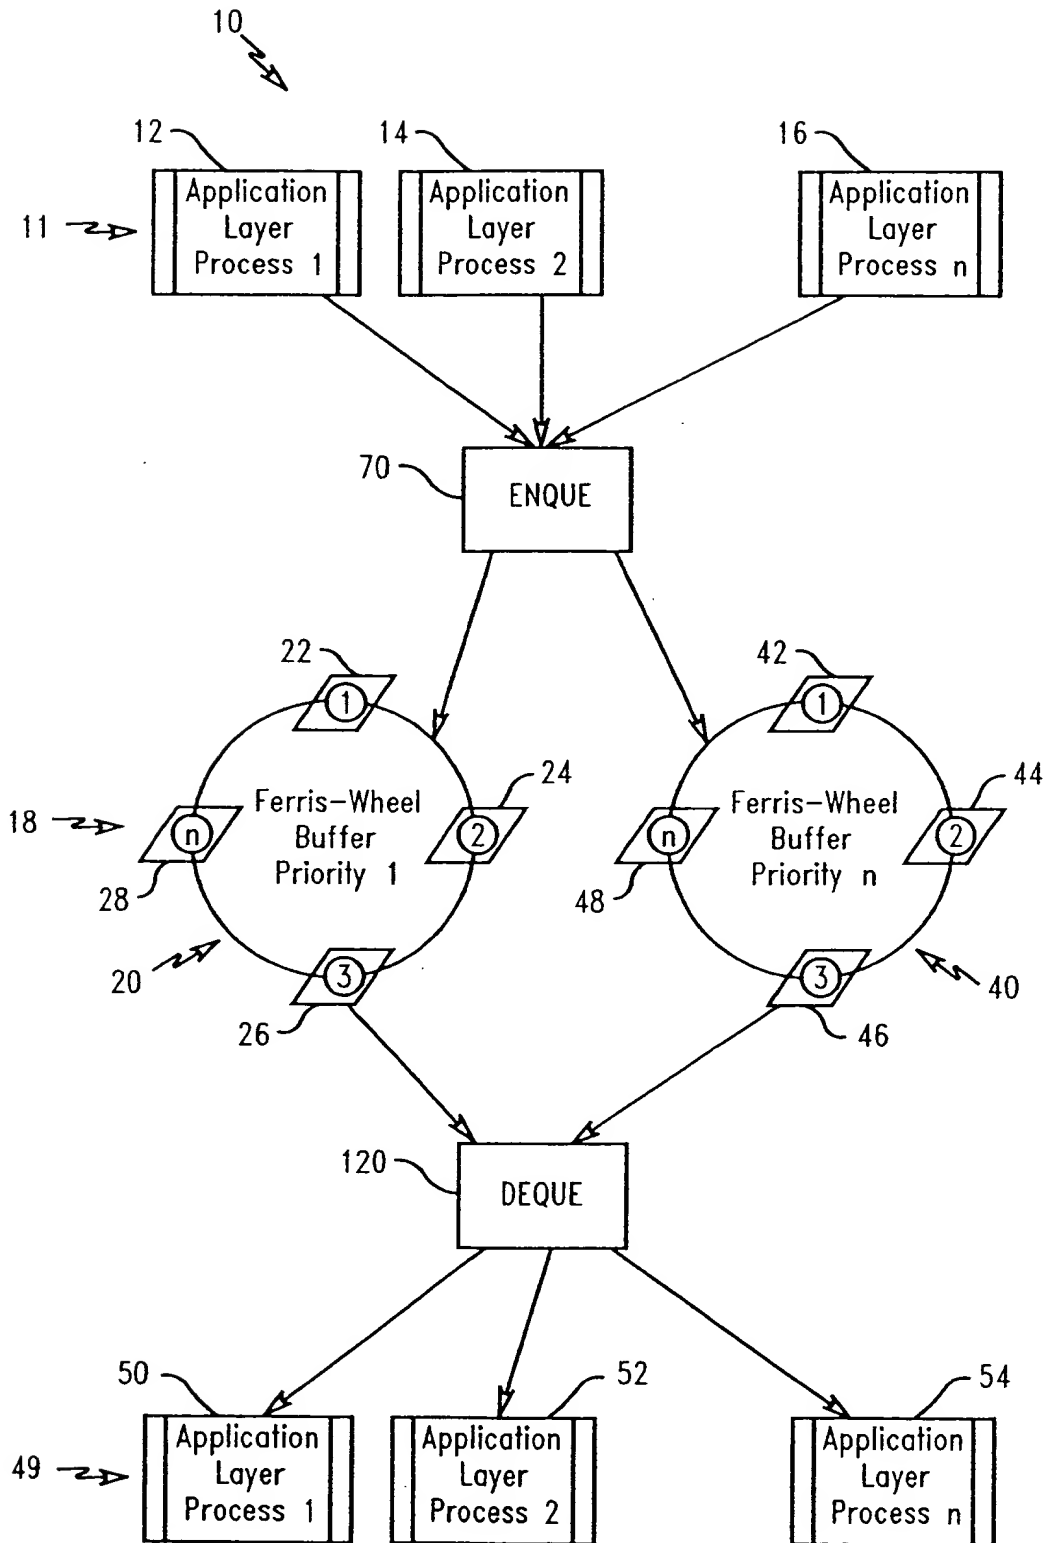 10
12
14
16
11
Application
Layer
Process 1
Application
Layer
Process 2
Application
Layer
Process n
70
ENQUE
22
42
1
1
24
44
18
Ferris-Wheel
Buffer
Priority 1
Ferris-Wheel
Buffer
Priority n
n
2
n
2
28
48
20
3
3
40
26
46
120
DEQUE
50
52
54
49
Application
Layer
Process 1
Application
Layer
Process 2
Application
Layer
Process n